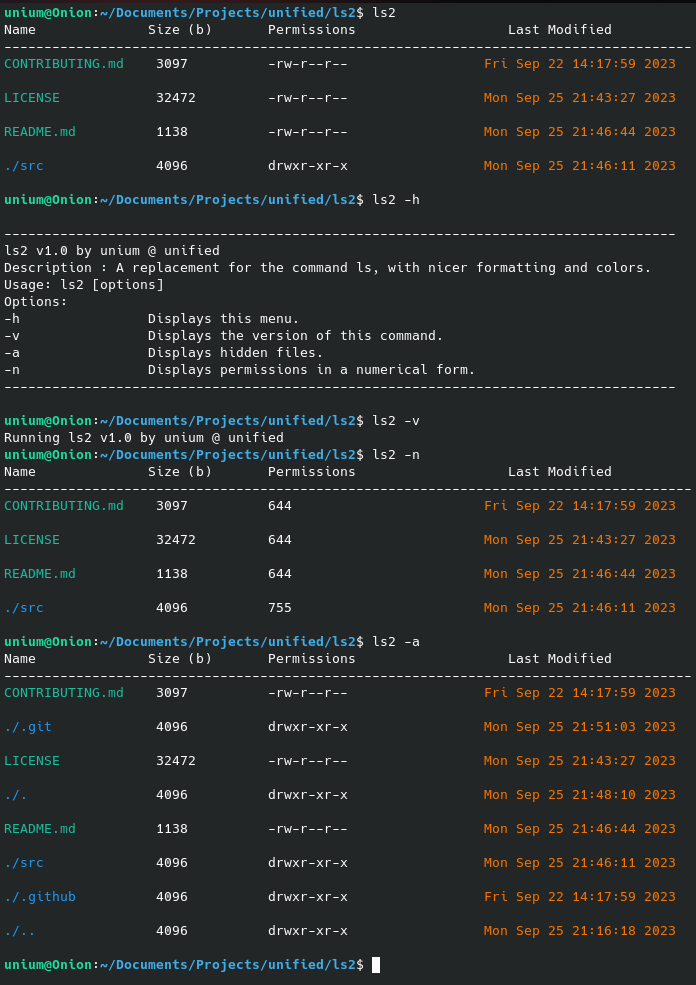 unium@Onion:~/Documents/Projects/unified/ls2$ ls2
Name Size (b) Permissions Last Modified
--------------------------------------------------------------------------------------
CONTRIBUTING.md 3097 -rw-r--r-- Fri Sep 22 14:17:59 2023
LICENSE 32472 -rw-r--r-- Mon Sep 25 21:43:27 2023
README.md 1138 -rw-r--r-- Mon Sep 25 21:46:44 2023
./src 4096 drwxr-xr-x Mon Sep 25 21:46:11 2023
unium@Onion:~/Documents/Projects/unified/ls2$ ls2 -h
------------------------------------------------------------------------------------
ls2 v1.0 by unium @ unified
Description : A replacement for the command ls, with nicer formatting and colors.
Usage: ls2 [options]
Options:
-h Displays this menu.
-v Displays the version of this command.
-a Displays hidden files.
-n Displays permissions in a numerical form.
------------------------------------------------------------------------------------
unium@Onion:~/Documents/Projects/unified/ls2$ ls2 -v
Running ls2 v1.0 by unium @ unified
unium@Onion:~/Documents/Projects/unified/ls2$ ls2 -n
Name Size (b) Permissions Last Modified
--------------------------------------------------------------------------------------
CONTRIBUTING.md 3097 644 Fri Sep 22 14:17:59 2023
LICENSE 32472 644 Mon Sep 25 21:43:27 2023
README.md 1138 644 Mon Sep 25 21:46:44 2023
./src 4096 755 Mon Sep 25 21:46:11 2023
unium@Onion:~/Documents/Projects/unified/ls2$ ls2 -a
Name Size (b) Permissions Last Modified
--------------------------------------------------------------------------------------
CONTRIBUTING.md 3097 -rw-r--r-- Fri Sep 22 14:17:59 2023
./.git 4096 drwxr-xr-x Mon Sep 25 21:51:03 2023
LICENSE 32472 -rw-r--r-- Mon Sep 25 21:43:27 2023
./. 4096 drwxr-xr-x Mon Sep 25 21:48:10 2023
README.md 1138 -rw-r--r-- Mon Sep 25 21:46:44 2023
./src 4096 drwxr-xr-x Mon Sep 25 21:46:11 2023
./.github 4096 drwxr-xr-x Fri Sep 22 14:17:59 2023
./.. 4096 drwxr-xr-x Mon Sep 25 21:16:18 2023
unium@Onion:~/Documents/Projects/unified/ls2$